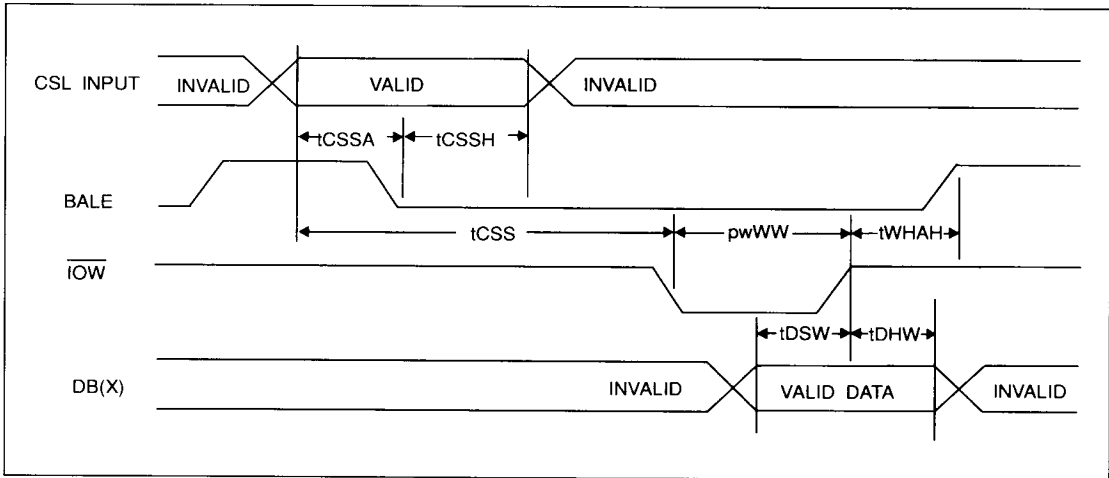 CSL INPUT INVALID VALID INVALID
tCSSA tCSSH
BALE
tCSS pwWW tWHAH
IOW
tDSW tDHW
DB(X) INVALID VALID DATA INVALID